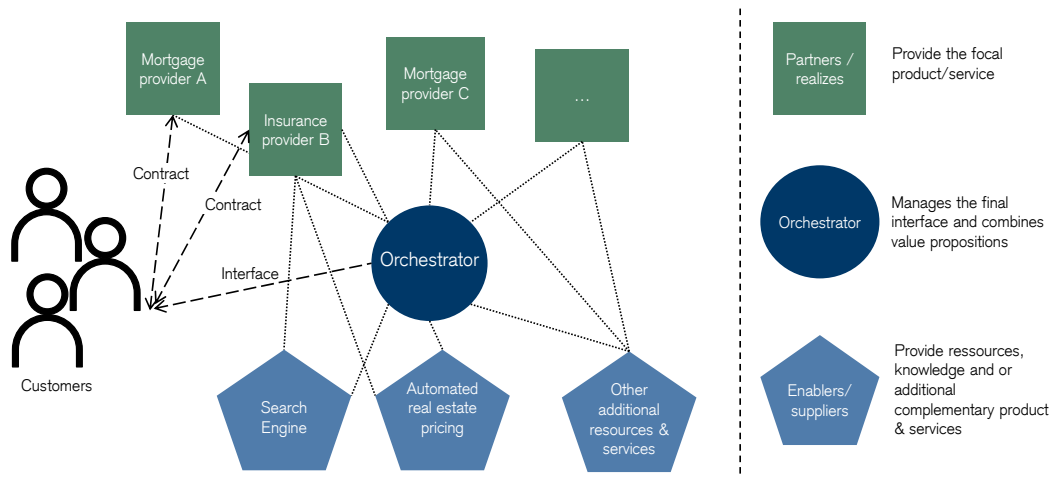 Mortgage
provider A
Insurance
provider B
Mortgage
provider C
...
Contract
Contract
Interface
Orchestrator
Customers
Search
Engine
Automated
real estate
pricing
Other
additional
resources &
services
Partners /
realizes
Provide the focal
product/service
Orchestrator
Manages the final
interface and combines
value propositions
Enablers/
suppliers
Provide ressources,
knowledge and or
additional
complementary product
& services